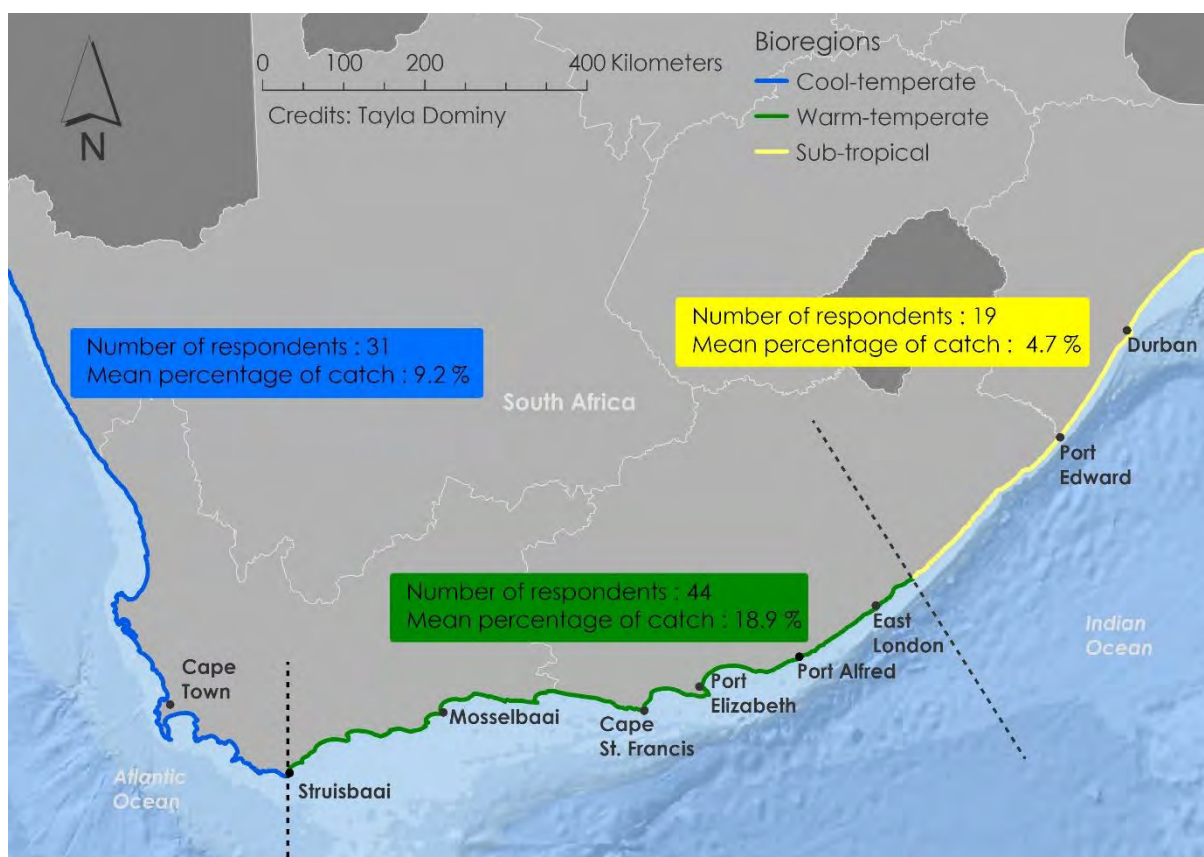 N
0 100 200 400 Kilometers
Credits: Tayla Dominy
Bioregions
Cool-temperate
Warm-temperate
Sub-tropical
Number of respondents : 31
Mean percentage of catch : 9.2 %
Number of respondents : 19
Mean percentage of catch : 4.7 %
South Africa
Durban
Port
Edward
Number of respondents : 44
Mean percentage of catch : 18.9 %
East
London
Indian
Ocean
Port Alfred
Port
Elizabeth
Cape
Town
Mosselbaai
Cape
St. Francis
Struisbaai
Atlantic
Ocean